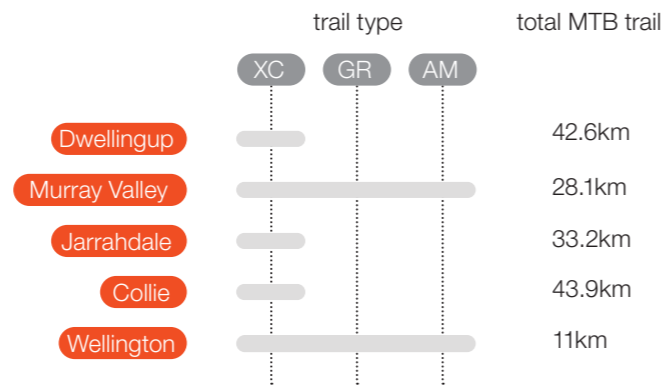 trail type total MTB trail
XC GR AM
Dwellingup 42.6km
Murray Valley 28.1km
Jarrahdale 33.2km
Collie 43.9km
Wellington 11km